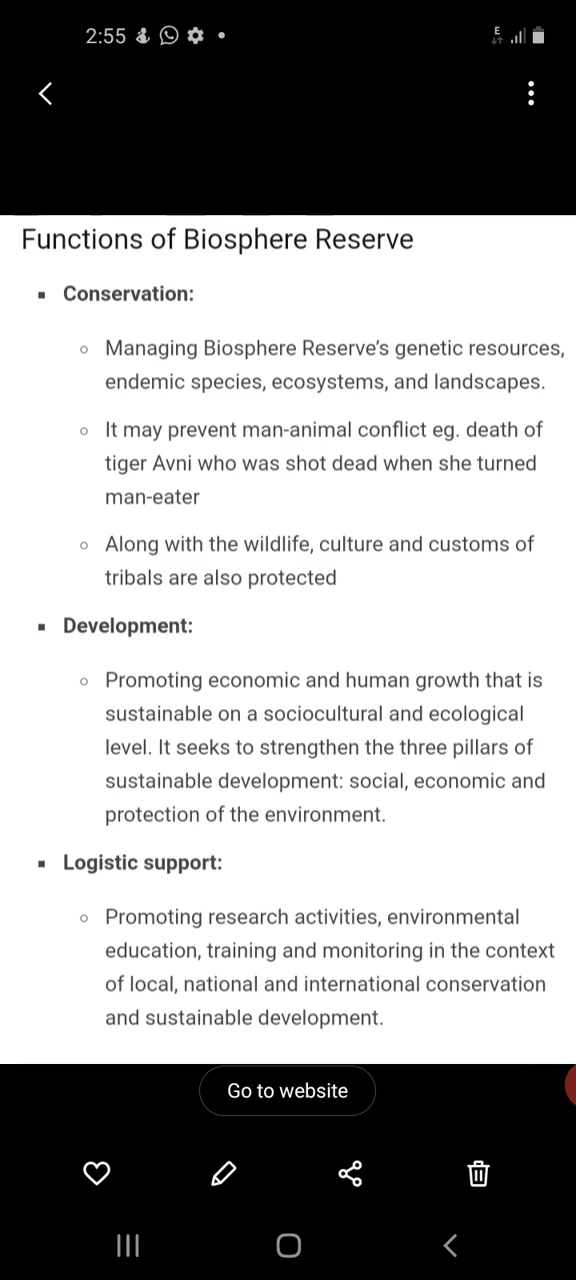 2:55
E
Functions of Biosphere Reserve
Conservation:
Managing Biosphere Reserve's genetic resources,
endemic species, ecosystems, and landscapes.
It may prevent man-animal conflict eg. death of
tiger Avni who was shot dead when she turned
man-eater
Along with the wildlife, culture and customs of
tribals are also protected
Development:
Promoting economic and human growth that is
sustainable on a sociocultural and ecological
level. It seeks to strengthen the three pillars of
sustainable development: social, economic and
protection of the environment.
Logistic support:
Promoting research activities, environmental
education, training and monitoring in the context
of local, national and international conservation
and sustainable development.
Go to website